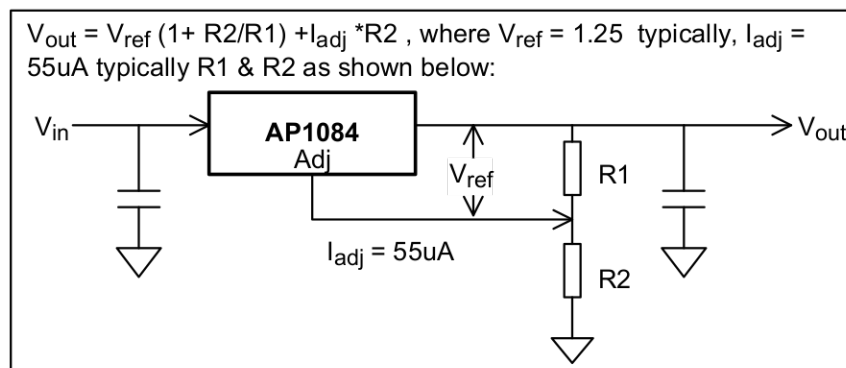 Vout = Vref (1+ R2/R1) +Iadj *R2 , where Vref = 1.25 typically, Iadj =
55uA typically R1 & R2 as shown below:
Vin
AP1084
Adj
Vout
Vref
R1
Iadj = 55uA
R2